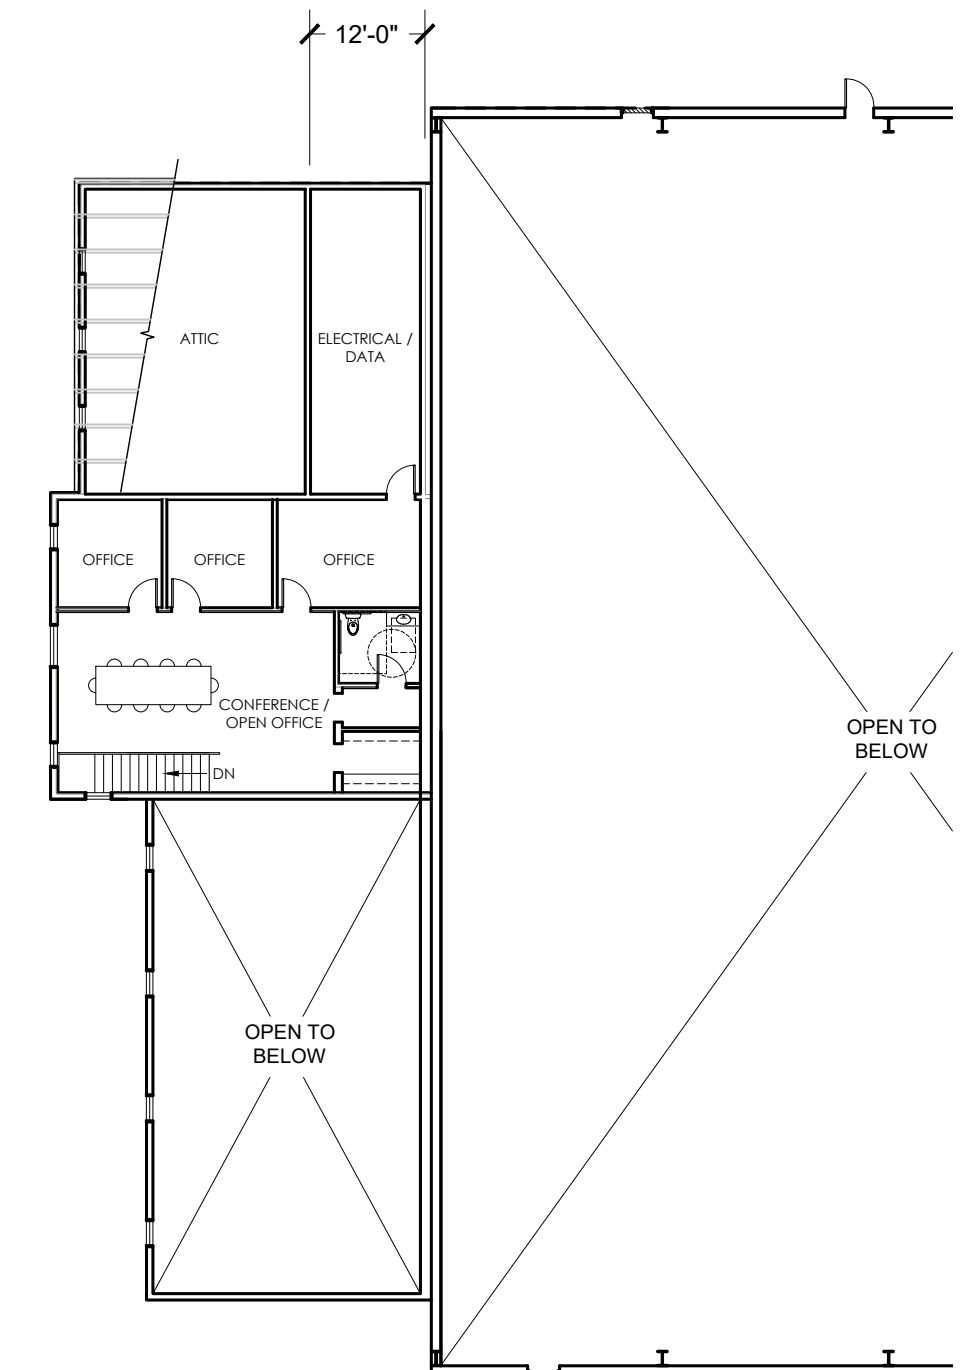 12'-0"
ATTIC
ELECTRICAL /
DATA
OFFICE
OFFICE
OFFICE
CONFERENCE /
OPEN OFFICE
DN
OPEN TO
BELOW
OPEN TO
BELOW